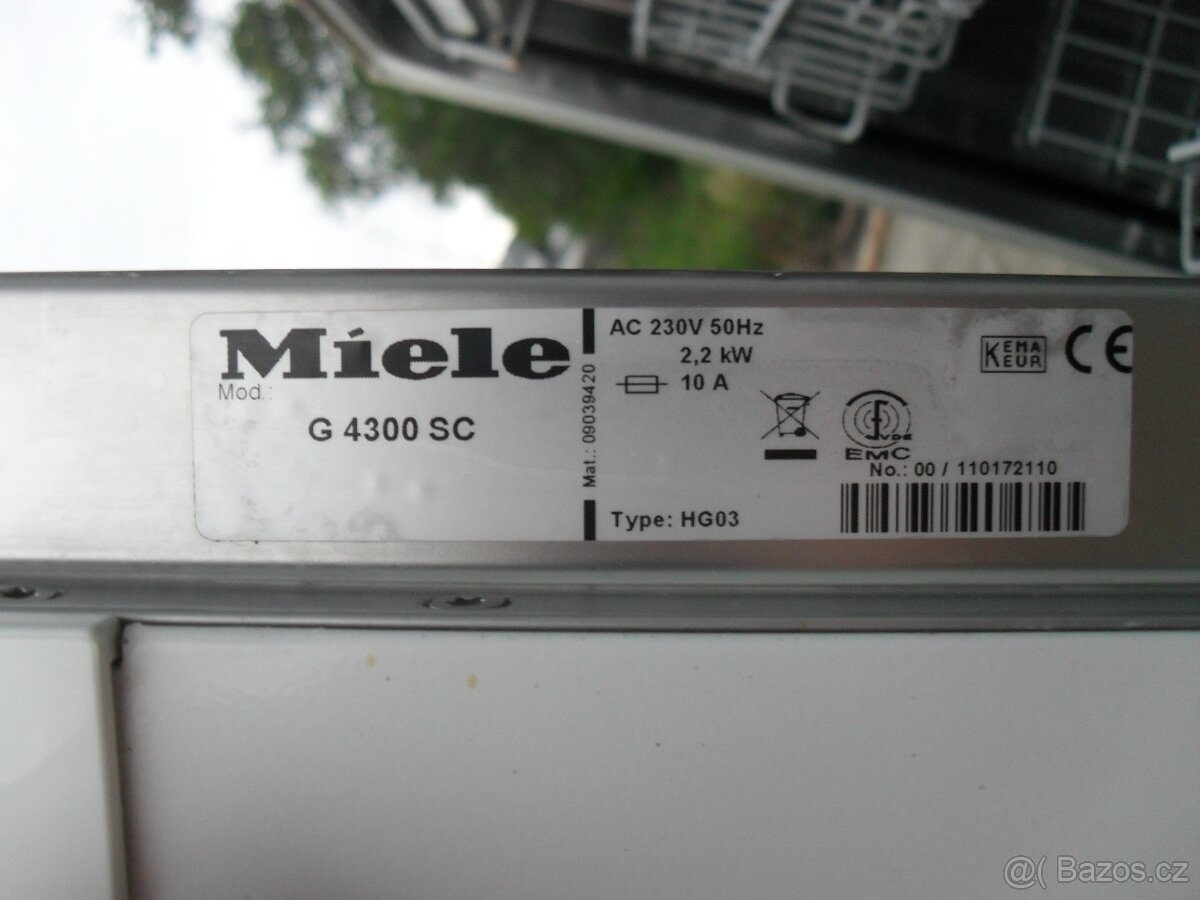 Miele
Mod.:
G 4300 SC
Mat.: 09039420
AC 230V 50Hz
2,2 kW
10 A
KEMA
KEUR
CE
VDE
EMC
No.: 00 / 110172110
Type: HG03
@( Bazos.cz